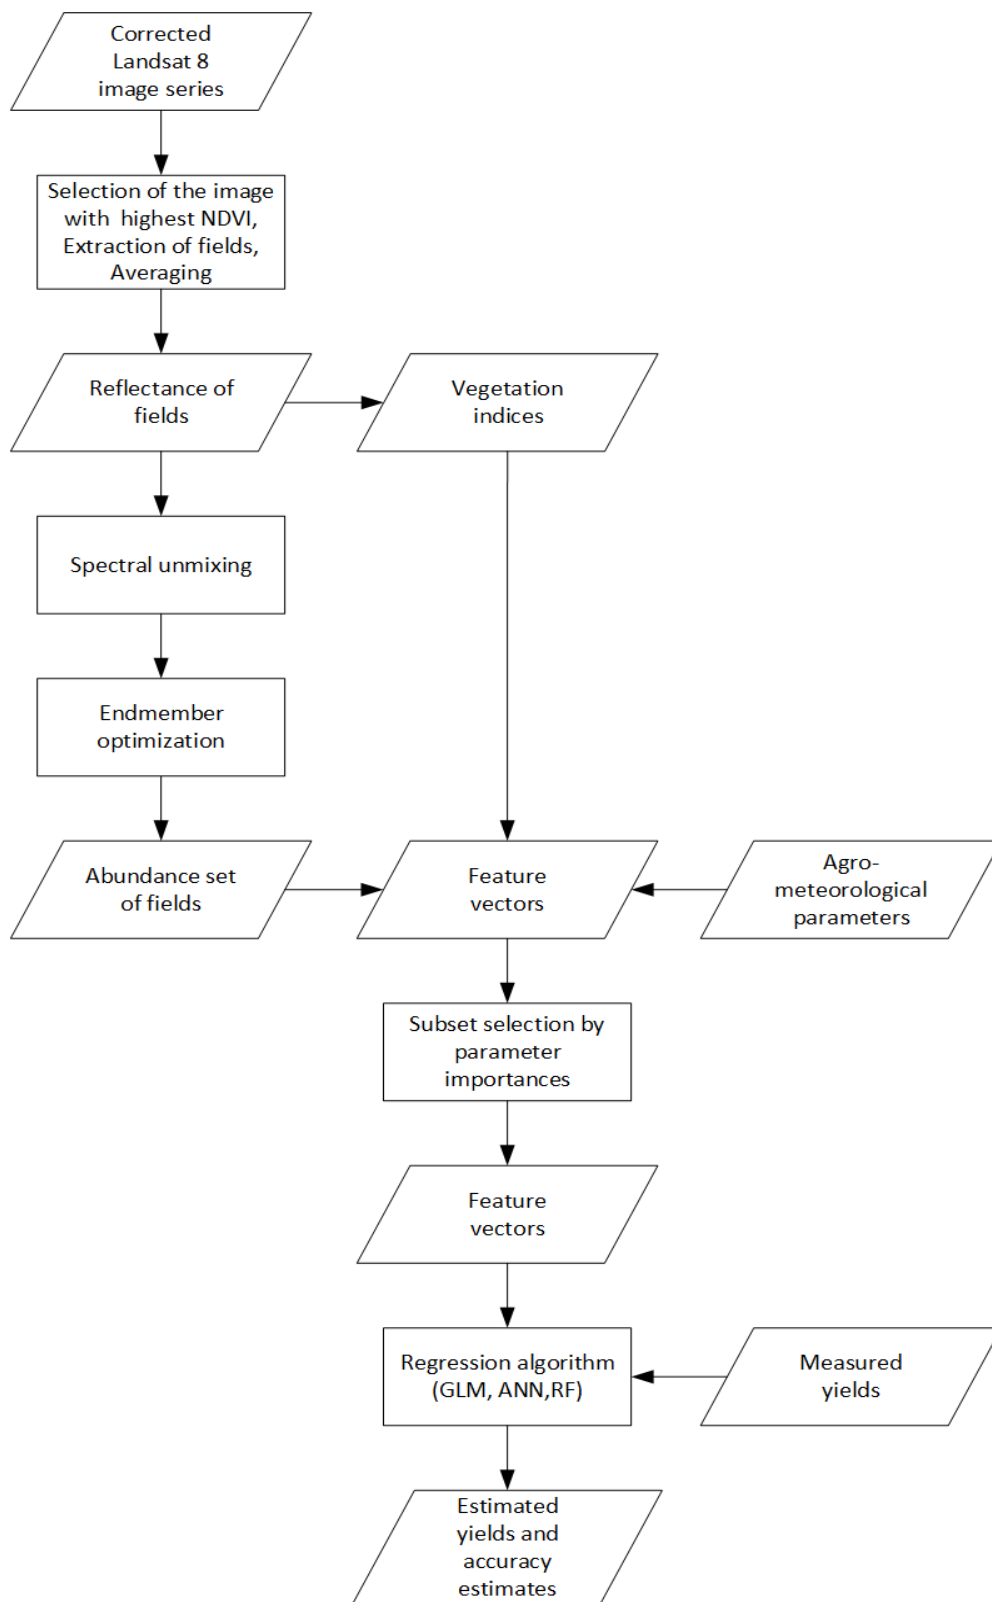 Corrected
Landsat 8
image series
Selection of the image
with highest NDVI,
Extraction of fields,
Averaging
Reflectance of
fields
Vegetation
indices
Spectral unmixing
Endmember
optimization
Abundance set
of fields
Feature
vectors
Agro-
meteorological
parameters
Subset selection by
parameter
importances
Feature
vectors
Regression algorithm
(GLM, ANN,RF)
Measured
yields
Estimated
yields and
accuracy
estimates